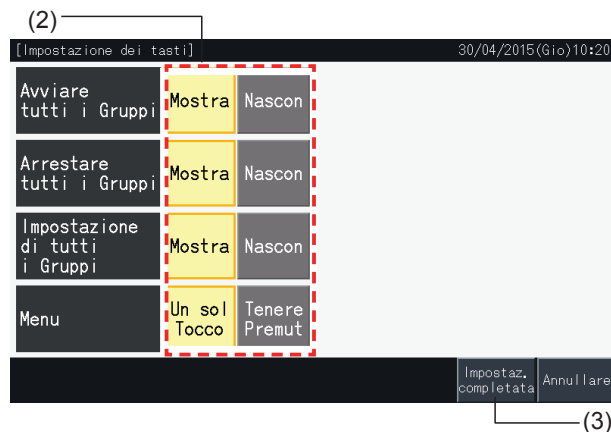 (2)
[Impostazione dei tasti] 30/04/2015(Gio)10:20
Avviare
tutti i Gruppi
Mostra Nascon
Arrestare
tutti i Gruppi
Mostra Nascon
Impostazione
di tutti
i Gruppi
Mostra Nascon
Menu
Un sol
Tocco
Tenere
Premut
Impostaz.
completata
Annullare
(3)